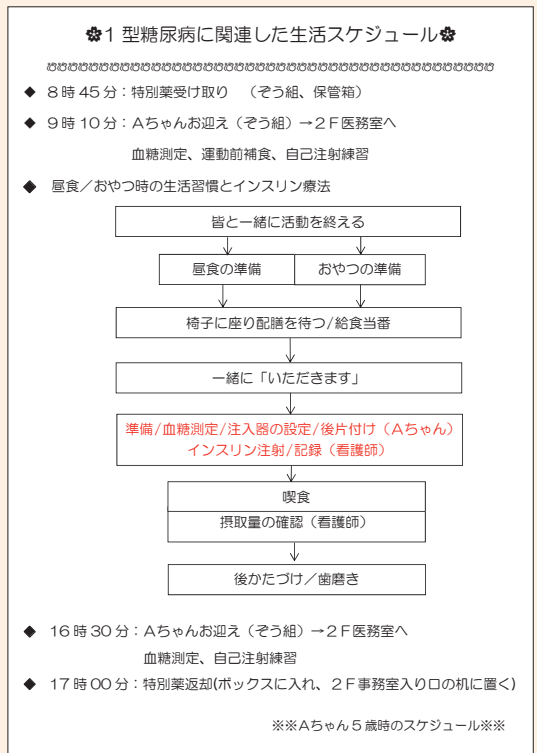 ✿1型糖尿病に関連した生活スケジュール✿
◆ 8時45分：特別薬受け取り （ぞう組、保管箱）
◆ 9時10分：Aちゃんお迎え（ぞう組）→2F医務室へ
血糖測定、運動前補食、自己注射練習
◆ 昼食／おやつ時の生活習慣とインスリン療法
皆と一緒に活動を終える
昼食の準備 おやつの準備
椅子に座り配膳を待つ/給食当番
一緒に「いただきます」
準備/血糖測定/注入器の設定/後片付け（Aちゃん）
インスリン注射/記録（看護師）
喫食
摂取量の確認（看護師）
後かたづけ／歯磨き
◆ 16時30分：Aちゃんお迎え（ぞう組）→2F医務室へ
血糖測定、自己注射練習
◆ 17時00分：特別薬返却(ボックスに入れ、2F事務室入り口の机に置く)
※※Aちゃん5歳時のスケジュール※※